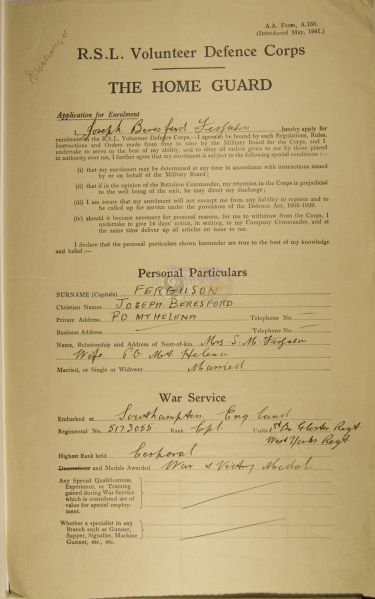 Discharged
A.A. Form, A.150.
(Introduced May, 1941.)
R.S.L. Volunteer Defence Corps
THE HOME GUARD
Application for Enrolment
I, Joseph Beresford Ferguson hereby apply for
enrolment in the R.S.L. Volunteer Defence Corps,—I agree to be bound by such Regulations, Rules,
Instructions and Orders made from time to time by the Military Board for the Corps, and I
undertake to serve to the best of my ability, and to obey all orders given to me by those placed
in authority over me, I further agree that my enrolment is subject to the following special conditions :—
(i) that my enrolment may be determined at any time in accordance with instructions issued
by or on behalf of the Military Board ;
(ii) that if in the opinion of the Battalion Commander, my retention in the Corps is prejudicial
to the well being of the unit, he may direct my discharge ;
(iii) I am aware that my enrolment will not exempt me from any liability to register and to
be called up for service under the provisions of the Defence Act, 1903-1939.
(iv) should it become necessary for personal reasons, for me to withdraw from the Corps, I
undertake to give 14 days' notice, in writing, to my Company Commander, and at
the same time deliver up all articles on issue to me.
I declare that the personal particulars shown hereunder are true to the best of my knowledge
and belief :—
Personal Particulars
SURNAME (Capitals) FERGUSON
Christian Names JOSEPH BERESFORD
Private Address PO MT HELENA Telephone No. —
Business Address Telephone No. —
Name, Relationship and Address of Next-of-kin Mrs S. M. Ferguson
Wife PO. Mt Helena
Married, or Single or Widower Married
War Service
Embarked at Southampton England
Regimental No. 5173055 Rank Cpl Units 1st Bn Gloster Regt
West Yorks Regt
Highest Rank held Corporal
Decorations and Medals Awarded War & Victory Medal
Any Special Qualifications,
Experience, or Training
gained during War Service
which is considered are of
value for special employ-
ment.
Whether a specialist in any
Branch such as Gunner,
Sapper, Signaller, Machine
Gunner, etc., etc.